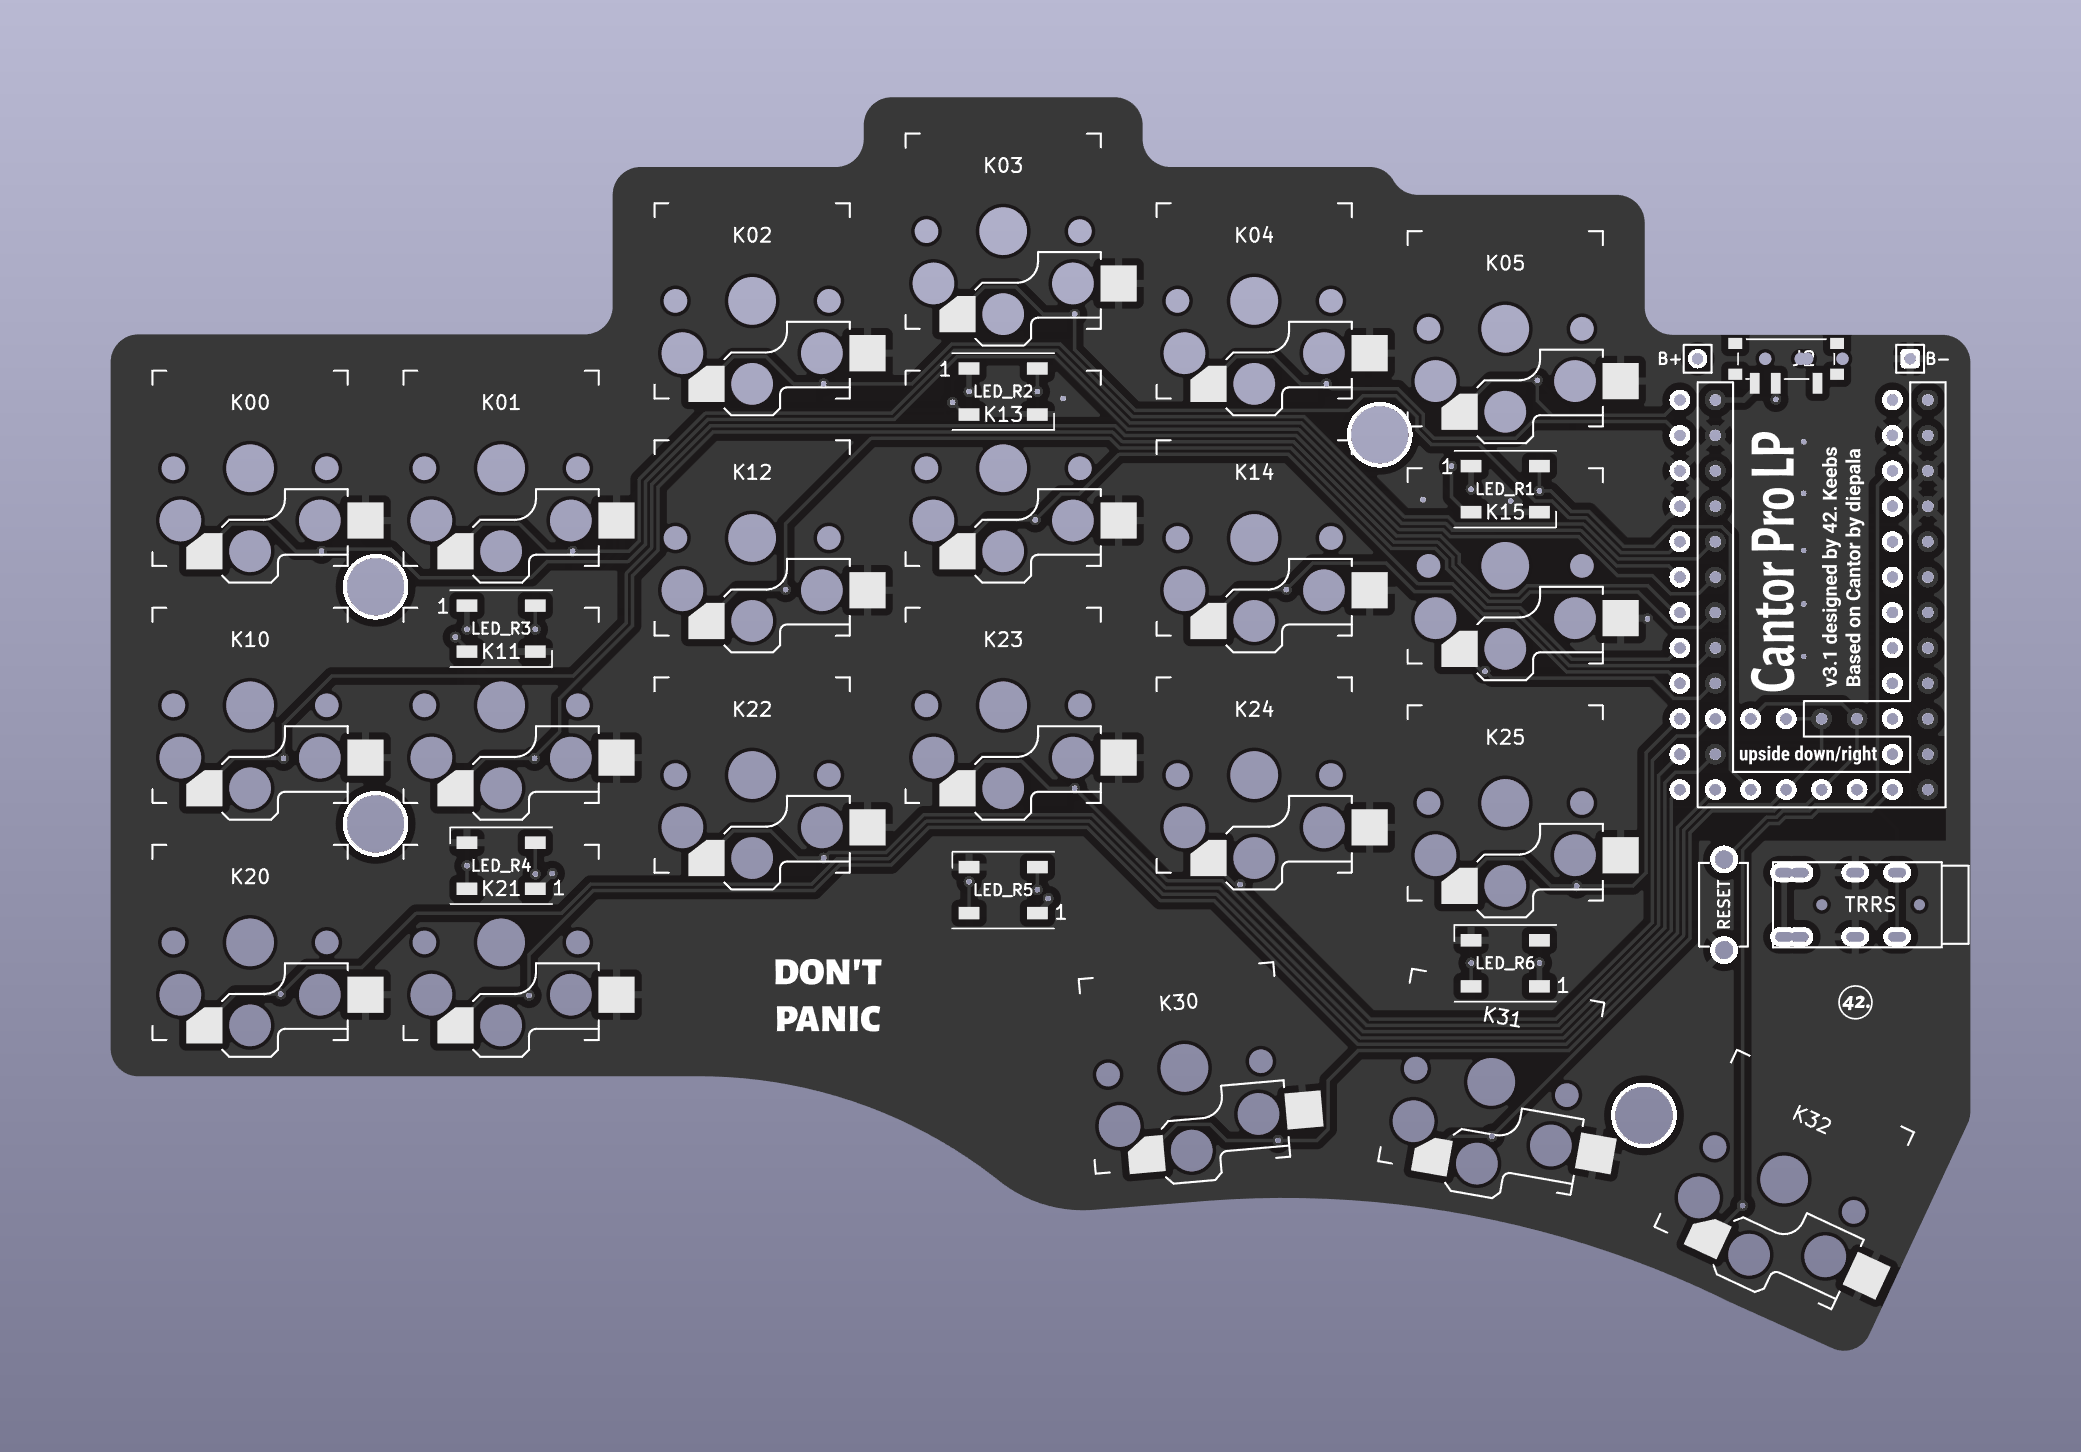 K03
K02
K04
K05
B+
B-
1
LED_R2
K13
K00
K01
K12
K14
1
LED_R1
K15
Cantor Pro LP
v3.1 designed by 42. Keebs
Based on Cantor by diepala
1
LED_R3
K11
K10
K23
K22
K24
K25
upside down/right
LED_R4
K21
1
K20
LED_R5
1
RESET
TRRS
LED_R6
1
DON'T
PANIC
K30
K31
42.
K32